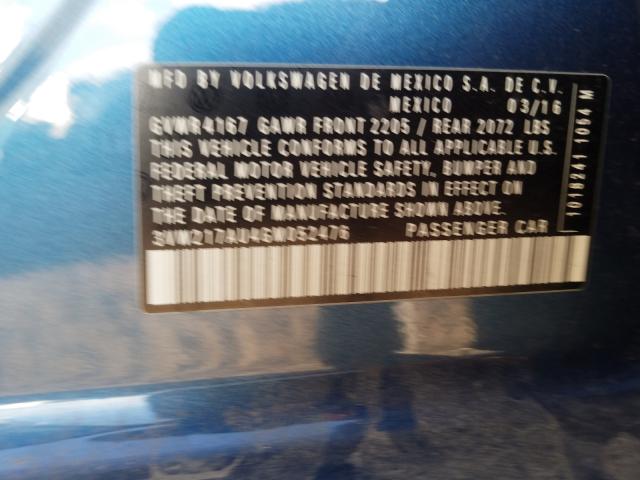 MFD BY VOLKSWAGEN DE MEXICO S.A. DE C.V.
MEXICO 03/16
GVWR4167 GAWR FRONT 2205 / REAR 2072 LBS
THIS VEHICLE CONFORMS TO ALL APPLICABLE U.S.
FEDERAL MOTOR VEHICLE SAFETY, BUMPER AND
THEFT PREVENTION STANDARDS IN EFFECT ON
THE DATE OF MANUFACTURE SHOWN ABOVE.
3VW217AU4GM052476 PASSENGER CAR
1018241 1064 M